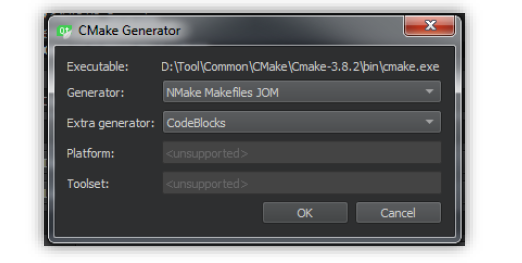 CMake Generator
Executable: D:\Tool\Common\CMake\Cmake-3.8.2\bin\cmake.exe
Generator: NMake Makefiles JOM
Extra generator: CodeBlocks
Platform: <unsupported>
Toolset: <unsupported>
OK Cancel